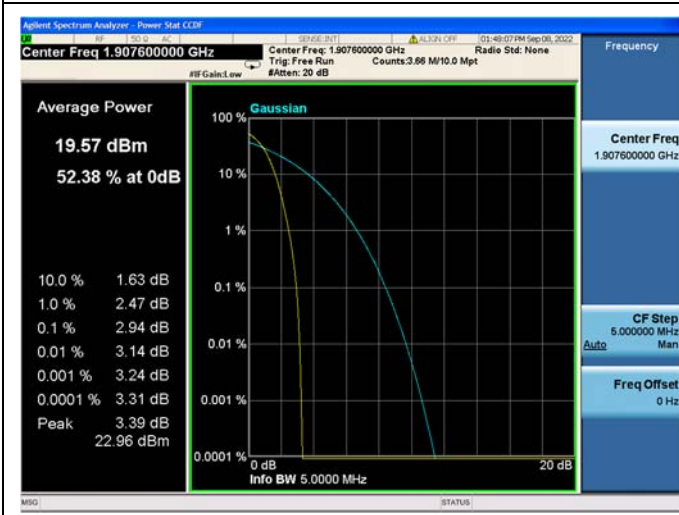 Agilent Spectrum Analyzer - Power Stat CCDF
RF 50 Ω AC SENSE:INT ALIGN OFF 01:48:07 PM Sep 08, 2022
Center Freq 1.907600000 GHz
Center Freq: 1.907600000 GHz Radio Std: None
Trig: Free Run Counts:3.66 M/10.0 Mpt
#IFGain:Low #Atten: 20 dB
Frequency
Average Power
19.57 dBm
52.38 % at 0dB
10.0 % 1.63 dB
1.0 % 2.47 dB
0.1 % 2.94 dB
0.01 % 3.14 dB
0.001 % 3.24 dB
0.0001 % 3.31 dB
Peak 3.39 dB
22.96 dBm
Gaussian
100 %
10 %
1 %
0.1 %
0.01 %
0.001 %
0.0001 %
0 dB 20 dB
Info BW 5.0000 MHz
Center Freq
1.907600000 GHz
CF Step
5.000000 MHz
Auto Man
Freq Offset
0 Hz
MSG STATUS